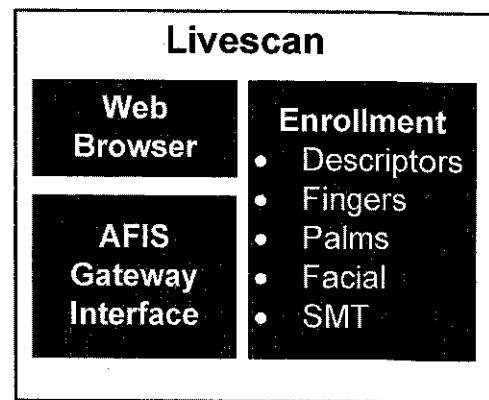 Livescan
Web
Browser
AFIS
Gateway
Interface
Enrollment
• Descriptors
• Fingers
• Palms
• Facial
• SMT